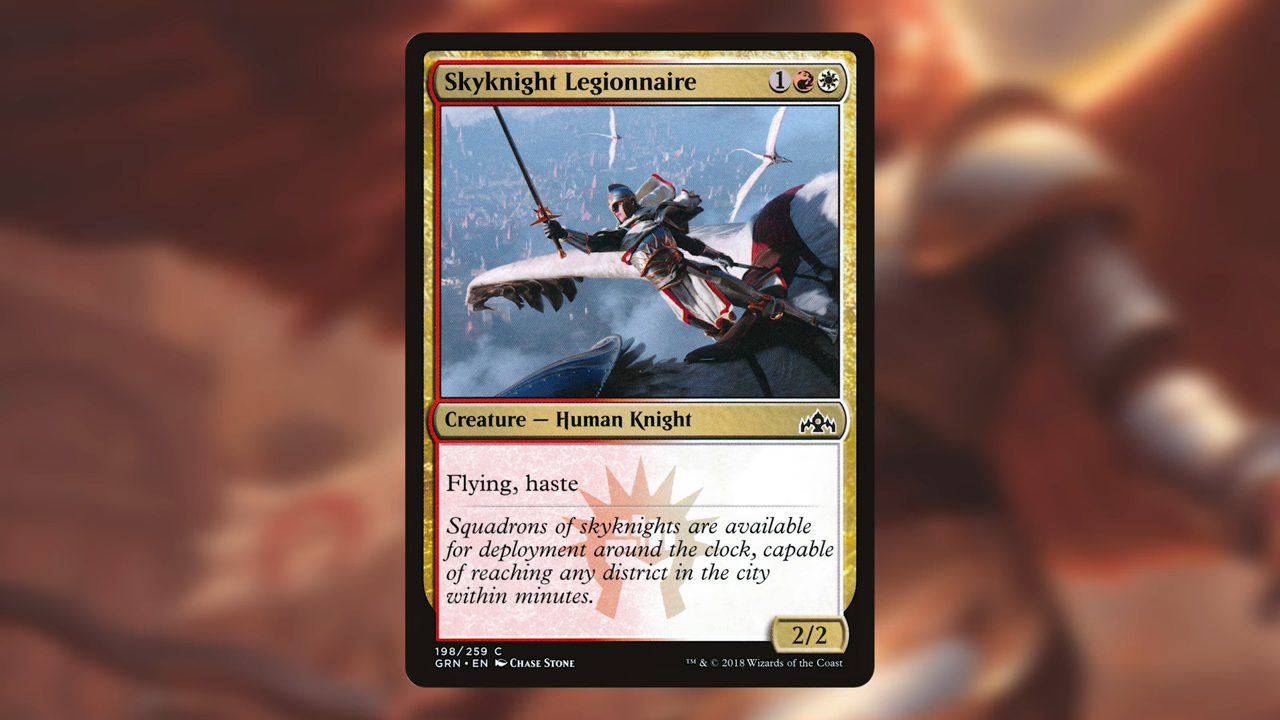 Skyknight Legionnaire 1
Creature — Human Knight
Flying, haste
Squadrons of skyknights are available
for deployment around the clock, capable
of reaching any district in the city
within minutes.
2/2
198/259 C
GRN • EN Chase Stone
™ & © 2018 Wizards of the Coast